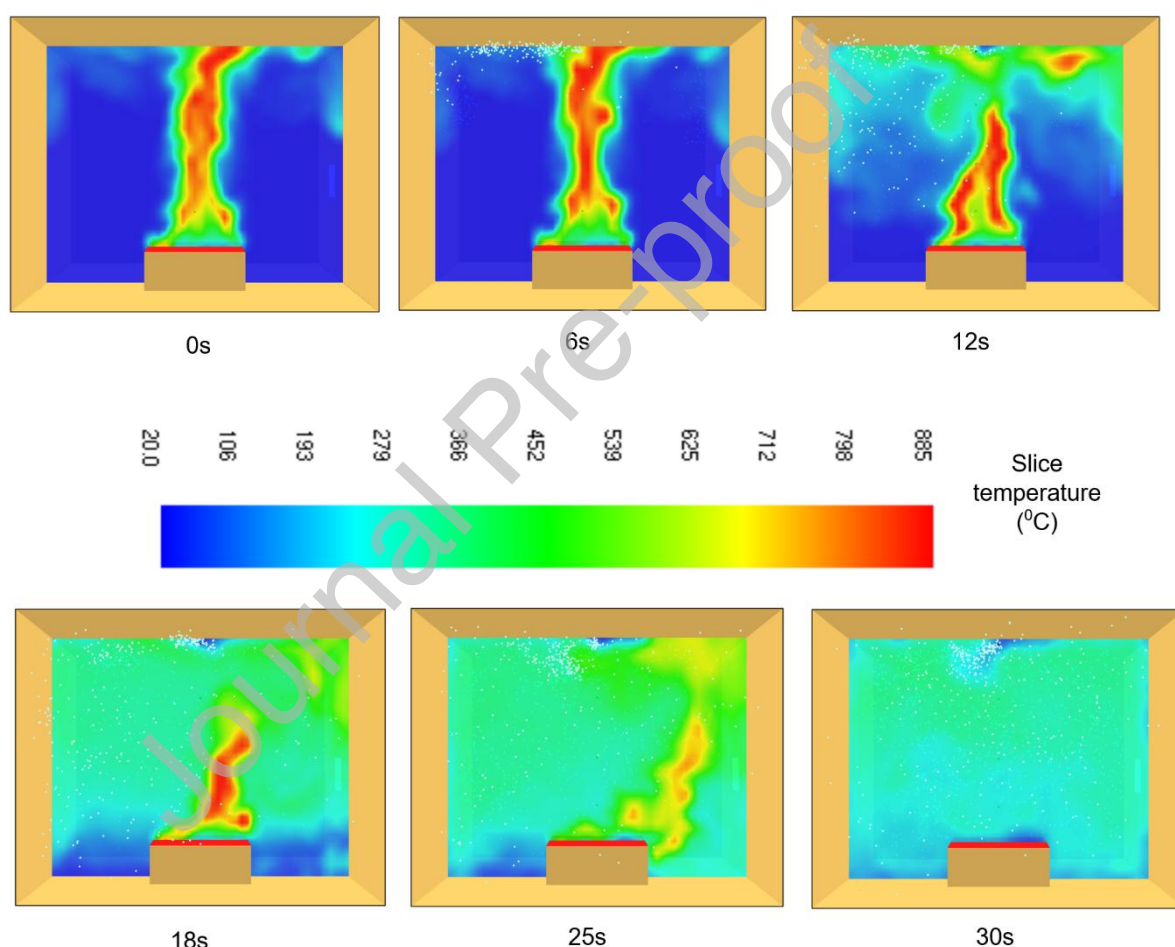 0s
6s
12s
20.0
106
193
279
366
452
539
625
712
798
885
Slice
temperature
(⁰C)
18s
25s
30s
Journal Pre-proof